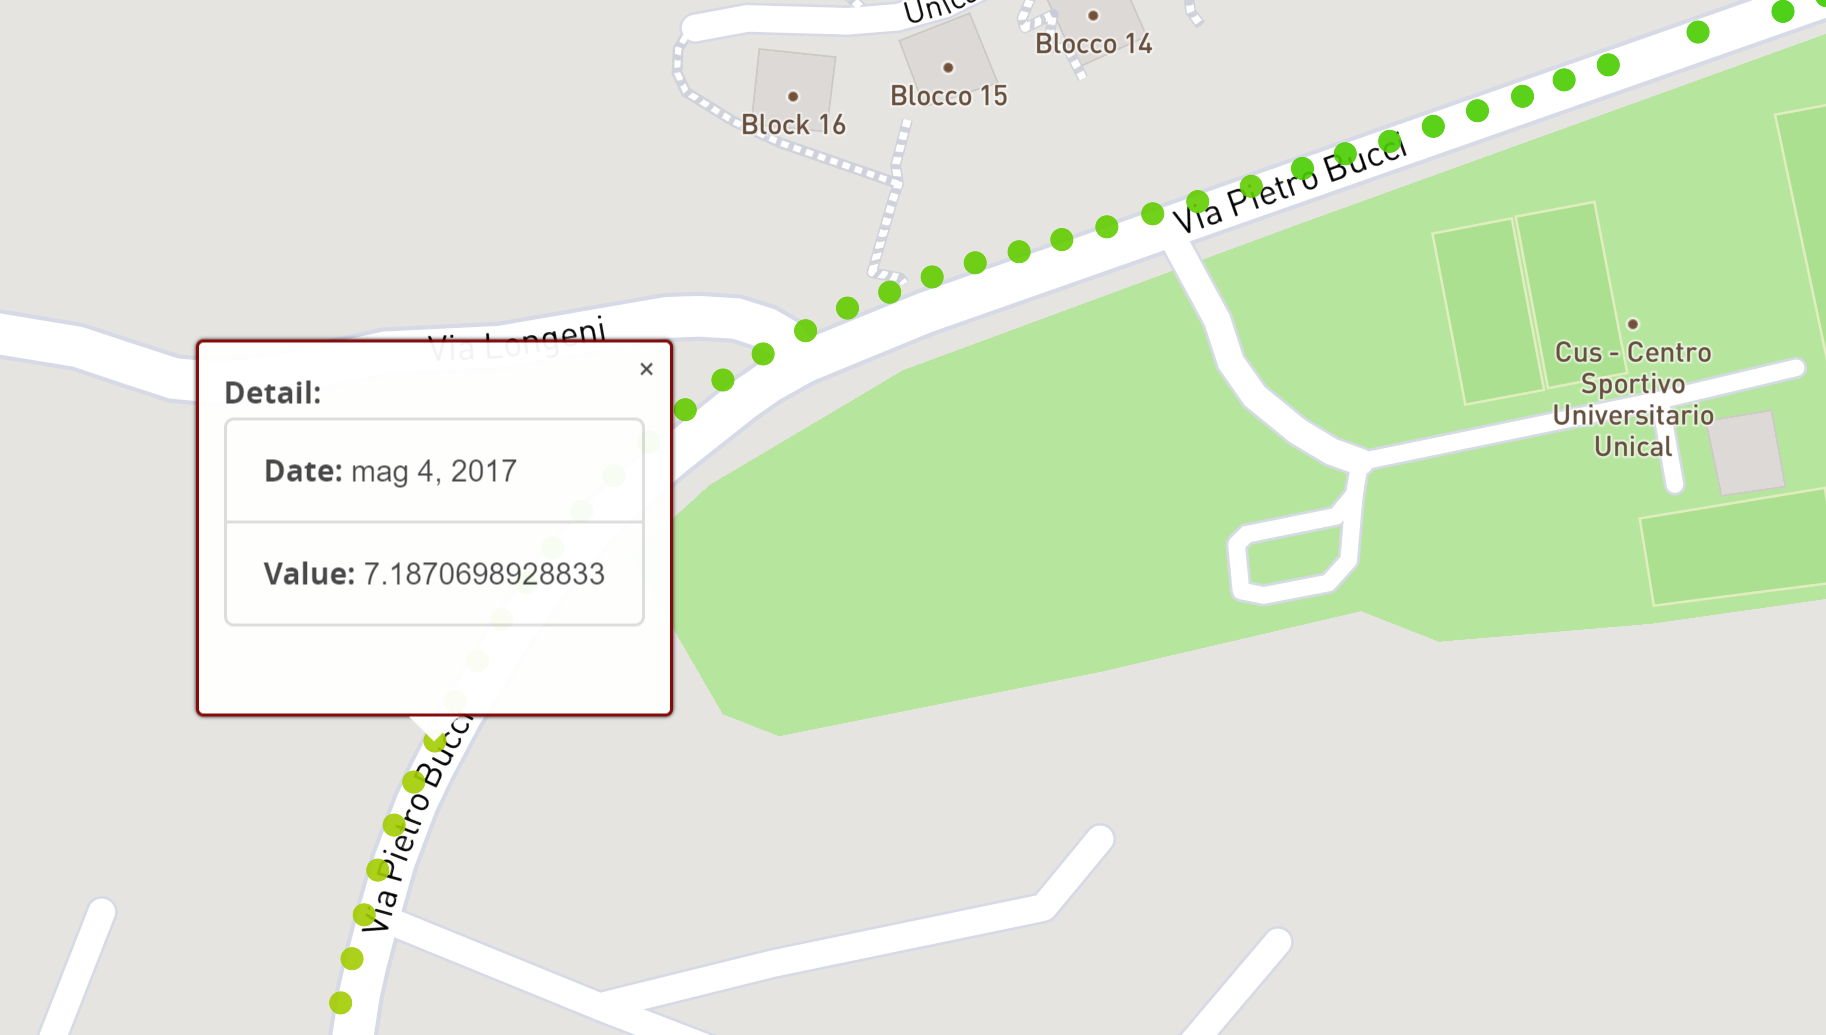 Unica
Blocco 14
Blocco 15
Block 16
Via Pietro Bucci
Via Longeni
Cus - Centro
Sportivo
Universitario
Unical
×
Detail:
Date: mag 4, 2017
Value: 7.1870698928833
Via Pietro Bucci